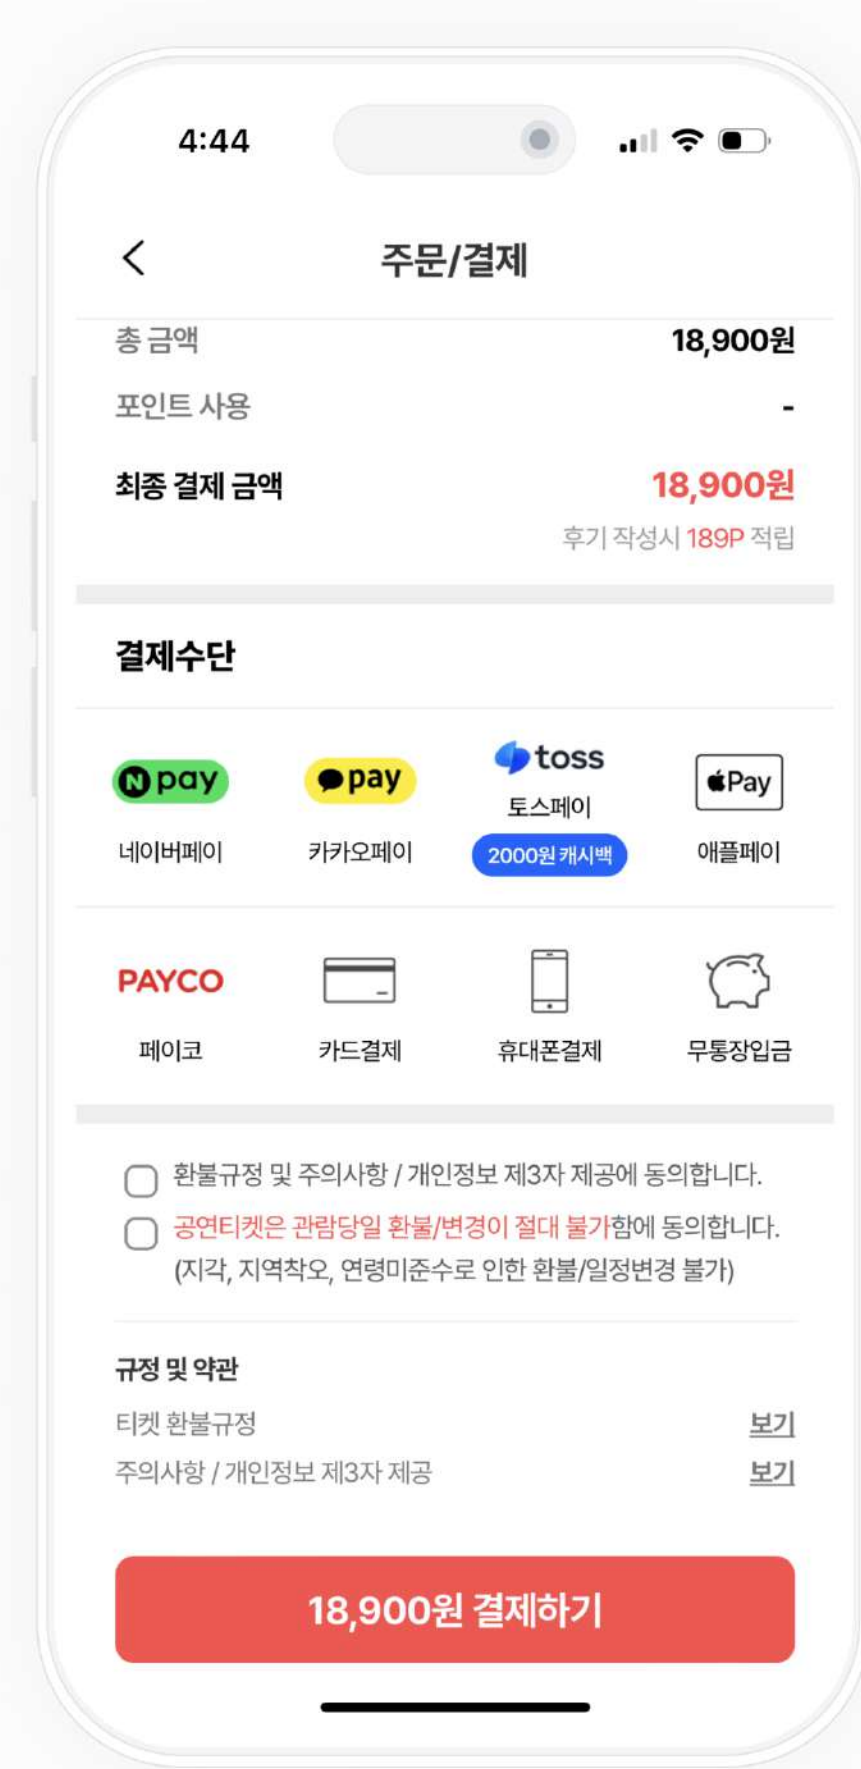 4:44
주문/결제
총 금액 18,900원
포인트 사용 -
최종 결제 금액 18,900원
후기 작성시 189P 적립
결제수단
N pay pay toss Pay
네이버페이 카카오페이 토스페이 애플페이
2000원 캐시백
PAYCO
페이코 카드결제 휴대폰결제 무통장입금
환불규정 및 주의사항 / 개인정보 제3자 제공에 동의합니다.
공연티켓은 관람당일 환불/변경이 절대 불가함에 동의합니다.
(지각, 지역착오, 연령미준수로 인한 환불/일정변경 불가)
규정 및 약관
티켓 환불규정 보기
주의사항 / 개인정보 제3자 제공 보기
18,900원 결제하기